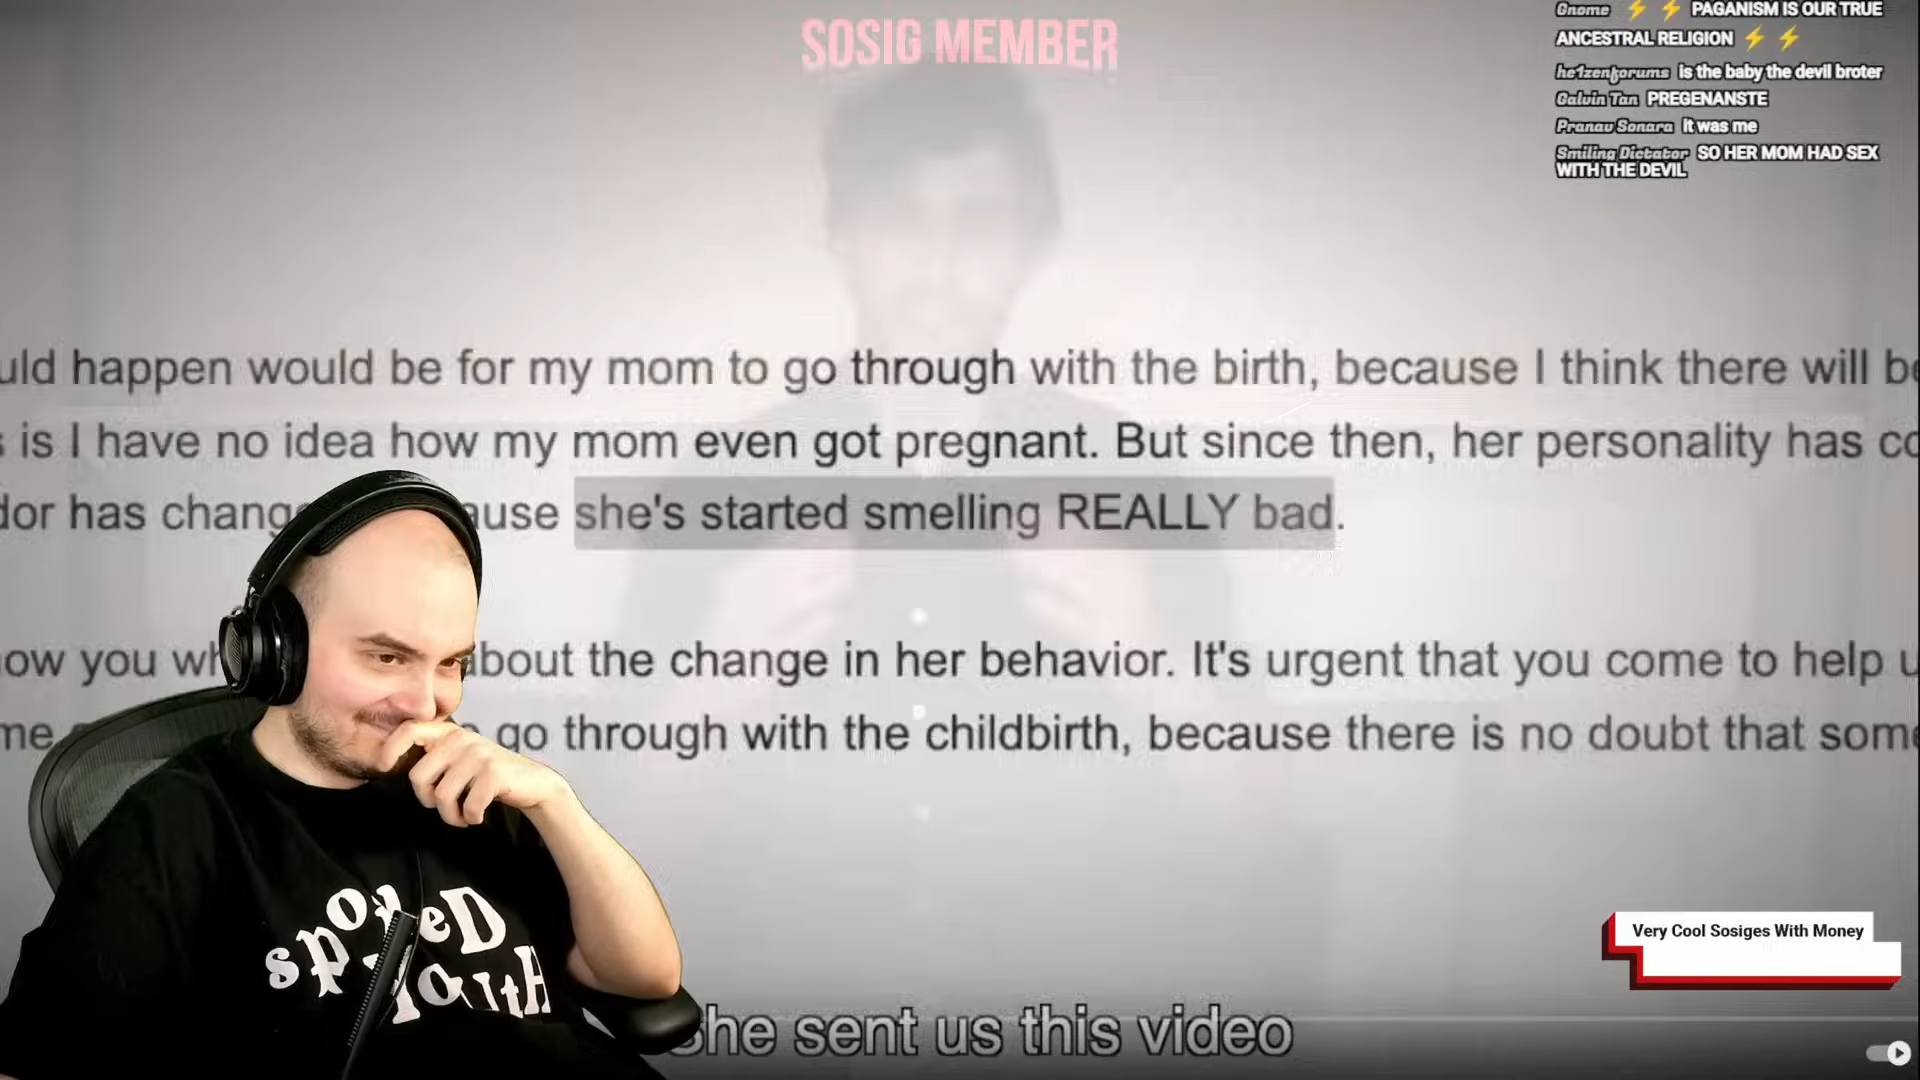 SOSIG MEMBER
Gnome ⚡ ⚡ PAGANISM IS OUR TRUE
ANCESTRAL RELIGION ⚡ ⚡
he1zenforums is the baby the devil broter
Galvin Tan PREGENANSTE
Pranav Sonara it was me
Smiling Dictator SO HER MOM HAD SEX
WITH THE DEVIL
uld happen would be for my mom to go through with the birth, because I think there will be
s is I have no idea how my mom even got pregnant. But since then, her personality has co
dor has chang ause she's started smelling REALLY bad.
ow you wh about the change in her behavior. It's urgent that you come to help u
me go through with the childbirth, because there is no doubt that some
spoiled
youth
Very Cool Sosiges With Money
She sent us this video